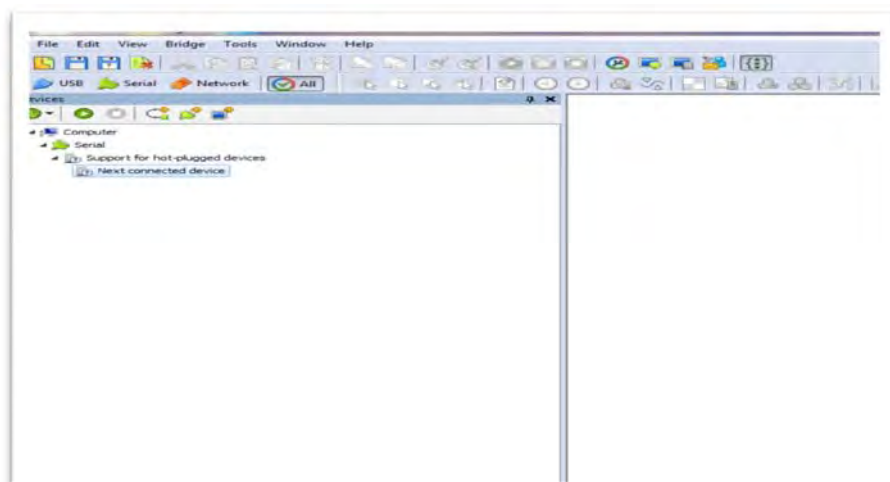 File Edit View Bridge Tools Window Help
USB Serial Network All
evices
Computer
Serial
Support for hot-plugged devices
Next connected device